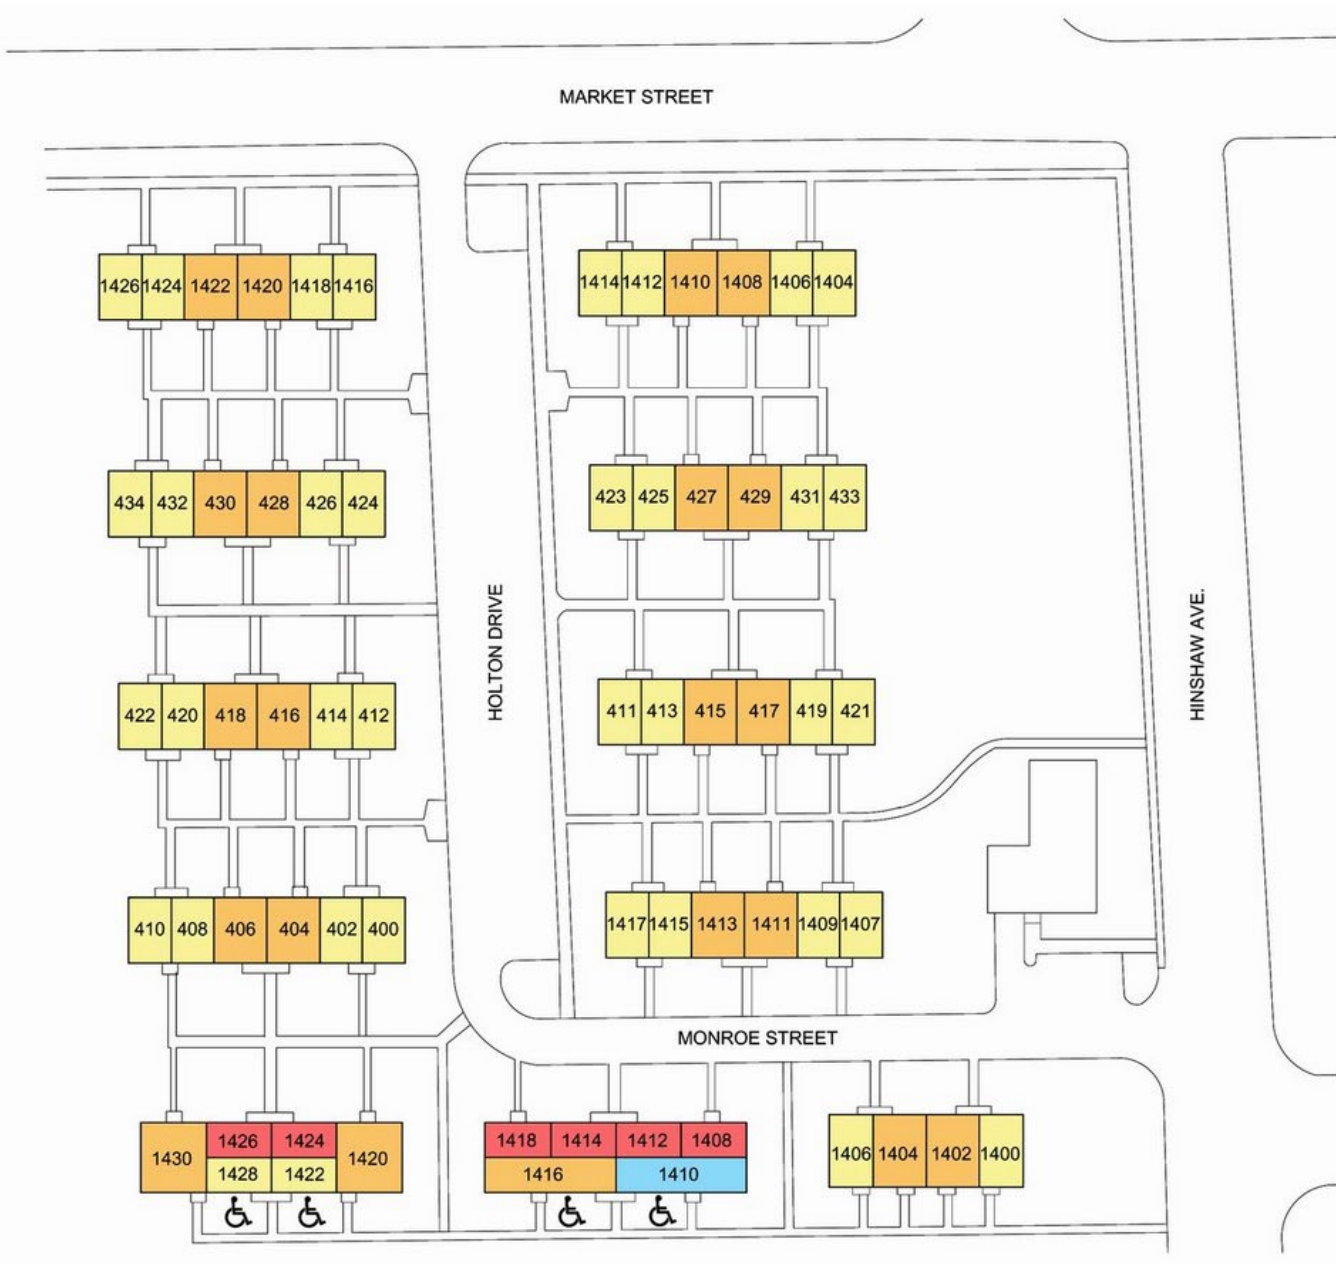 MARKET STREET
1426 1424 1422 1420 1418 1416
1414 1412 1410 1408 1406 1404
434 432 430 428 426 424
423 425 427 429 431 433
HOLTON DRIVE
HINSHAW AVE.
422 420 418 416 414 412
411 413 415 417 419 421
410 408 406 404 402 400
1417 1415 1413 1411 1409 1407
MONROE STREET
1430 1426 1424 1420
1428 1422
1418 1414 1412 1408
1416 1410
1406 1404 1402 1400